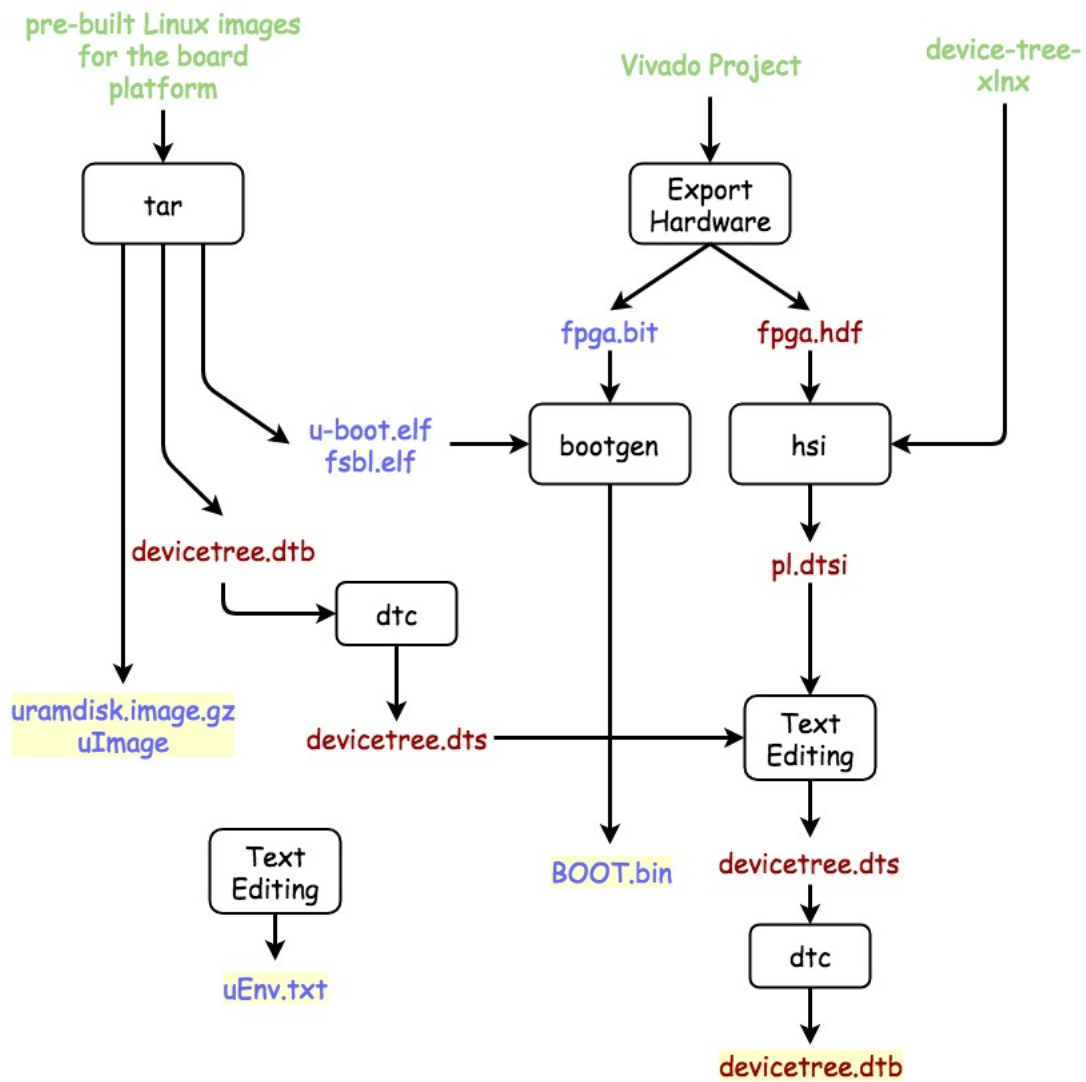 pre-built Linux images
for the board
platform
Vivado Project
device-tree-
xlnx
tar
Export
Hardware
fpga.bit
fpga.hdf
u-boot.elf
fsbl.elf
bootgen
hsi
devicetree.dtb
pl.dtsi
dtc
uramdisk.image.gz
uImage
devicetree.dts
Text
Editing
Text
Editing
BOOT.bin
devicetree.dts
uEnv.txt
dtc
devicetree.dtb